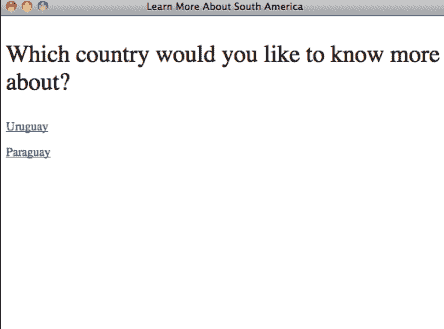 Learn More About South America
Which country would you like to know more
about?
Uruguay
Paraguay